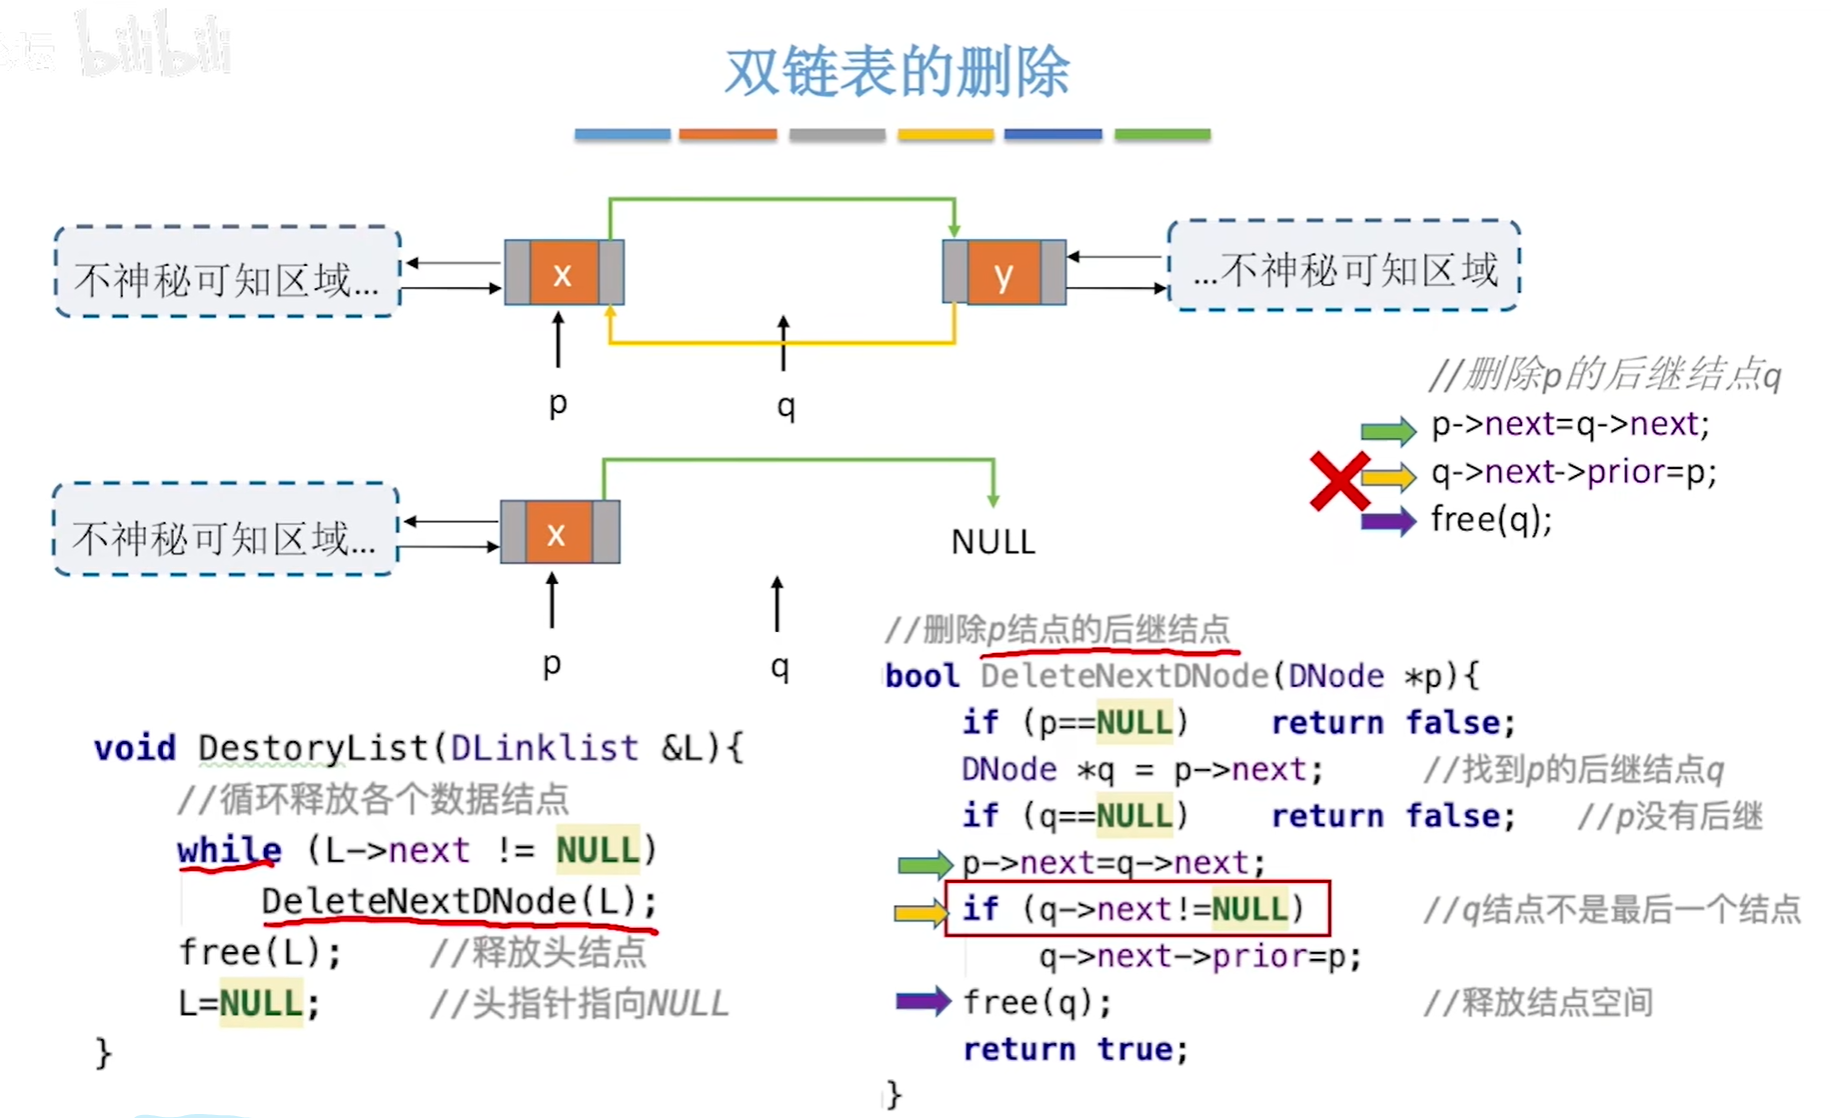 bilibili
双链表的删除
不神秘可知区域...
x
y
...不神秘可知区域
p
q
//删除p的后继结点q
p->next=q->next;
q->next->prior=p;
free(q);
不神秘可知区域...
x
NULL
p
q
void DestoryList(DLinklist &L){
//循环释放各个数据结点
while (L->next != NULL)
DeleteNextDNode(L);
free(L); //释放头结点
L=NULL; //头指针指向NULL
}
//删除p结点的后继结点
bool DeleteNextDNode(DNode *p){
if (p==NULL) return false;
DNode *q = p->next; //找到p的后继结点q
if (q==NULL) return false; //p没有后继
p->next=q->next;
if (q->next!=NULL) //q结点不是最后一个结点
q->next->prior=p;
free(q); //释放结点空间
return true;
}